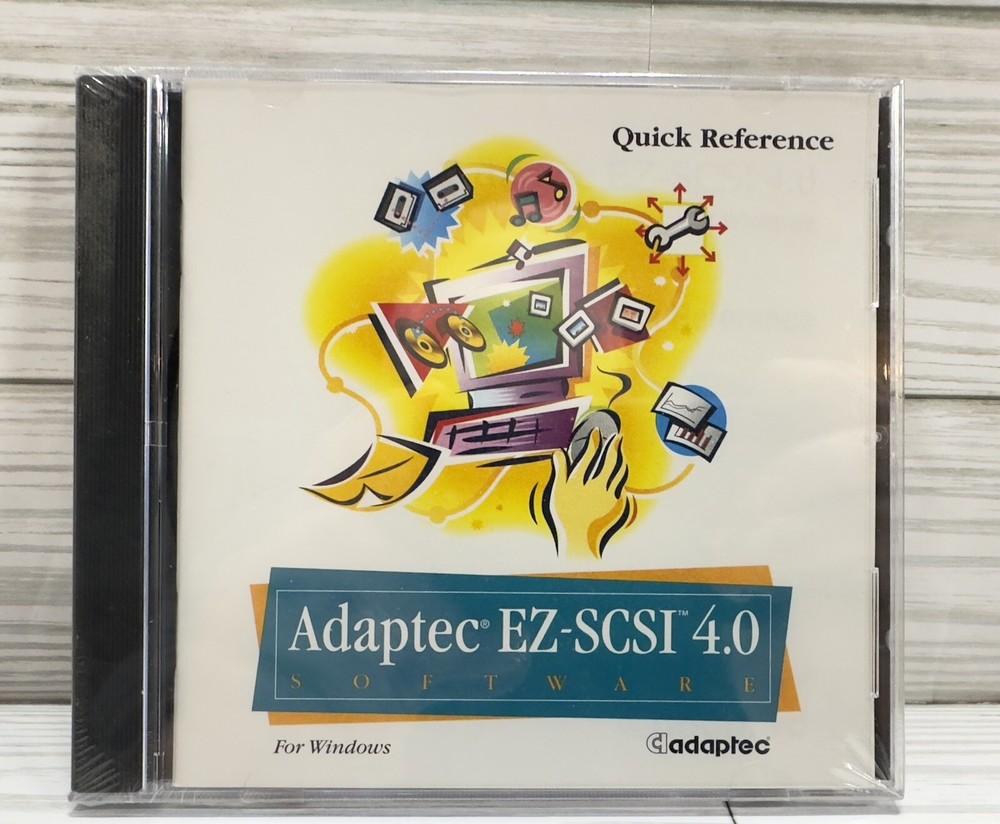 Quick Reference
Adaptec® EZ-SCSI™ 4.0
SOFTWARE
For Windows
adaptec®